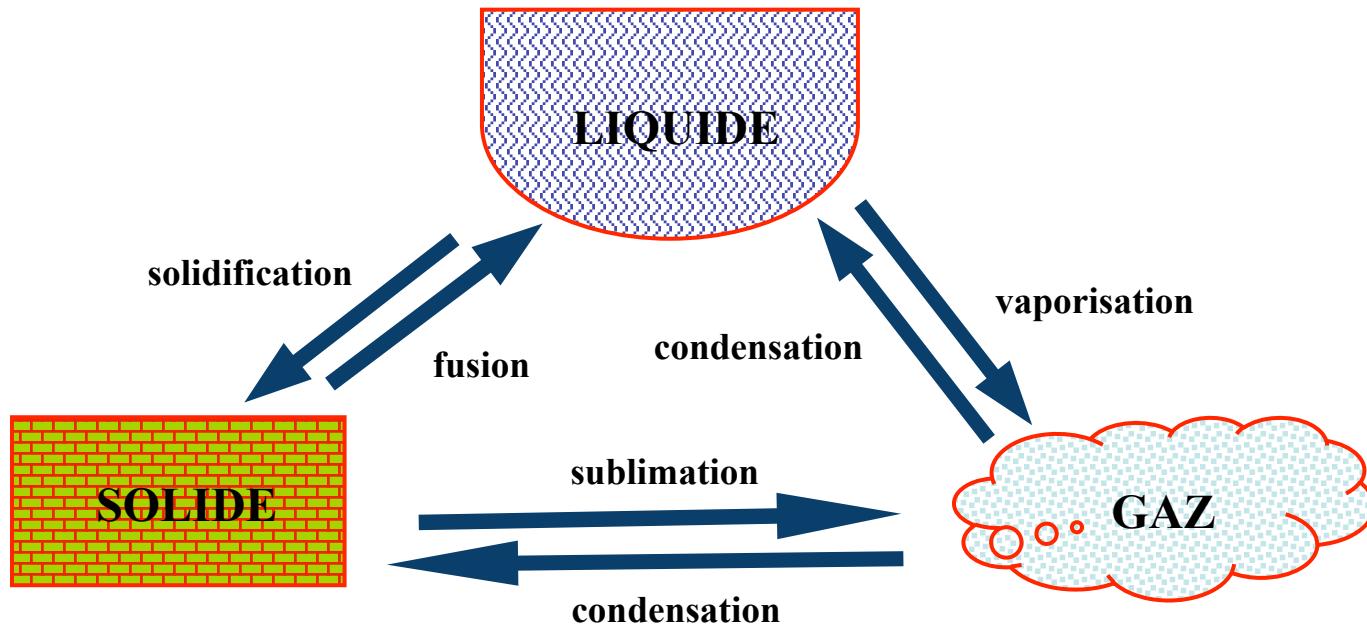 LIQUIDE
solidification
vaporisation
condensation
fusion
sublimation
SOLIDE
GAZ
condensation